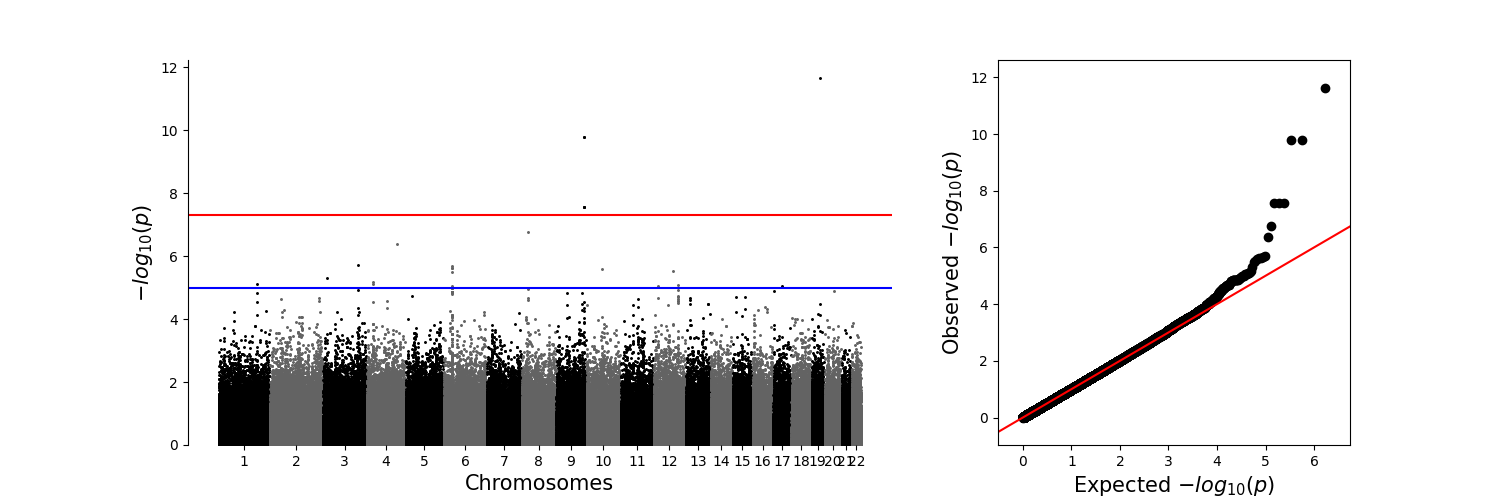 12
10
8
6
4
2
0
−log₁₀(p)
1 2 3 4 5 6 7 8 9 10 11 12 13 14 15 16 17 18 19 20 21 22
Chromosomes
12
10
8
6
4
2
0
Observed −log₁₀(p)
0 1 2 3 4 5 6
Expected −log₁₀(p)